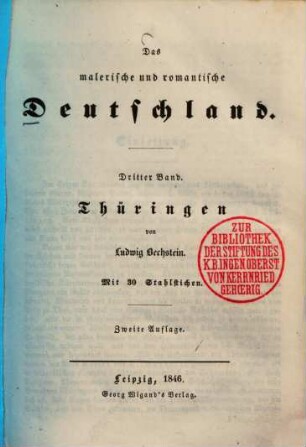 Das
malerische und romantische
Deutschland.
Dritter Band.
Thüringen
von
Ludwig Bechstein.
Mit 30 Stahlstichen.
Zweite Auflage.
Leipzig, 1846.
Georg Wigand's Verlag.
ZUR
BIBLIOTHEK
DER STIFTUNG DES
K.B.INGEN.OBERST
VON KERN
GEHOERIG.